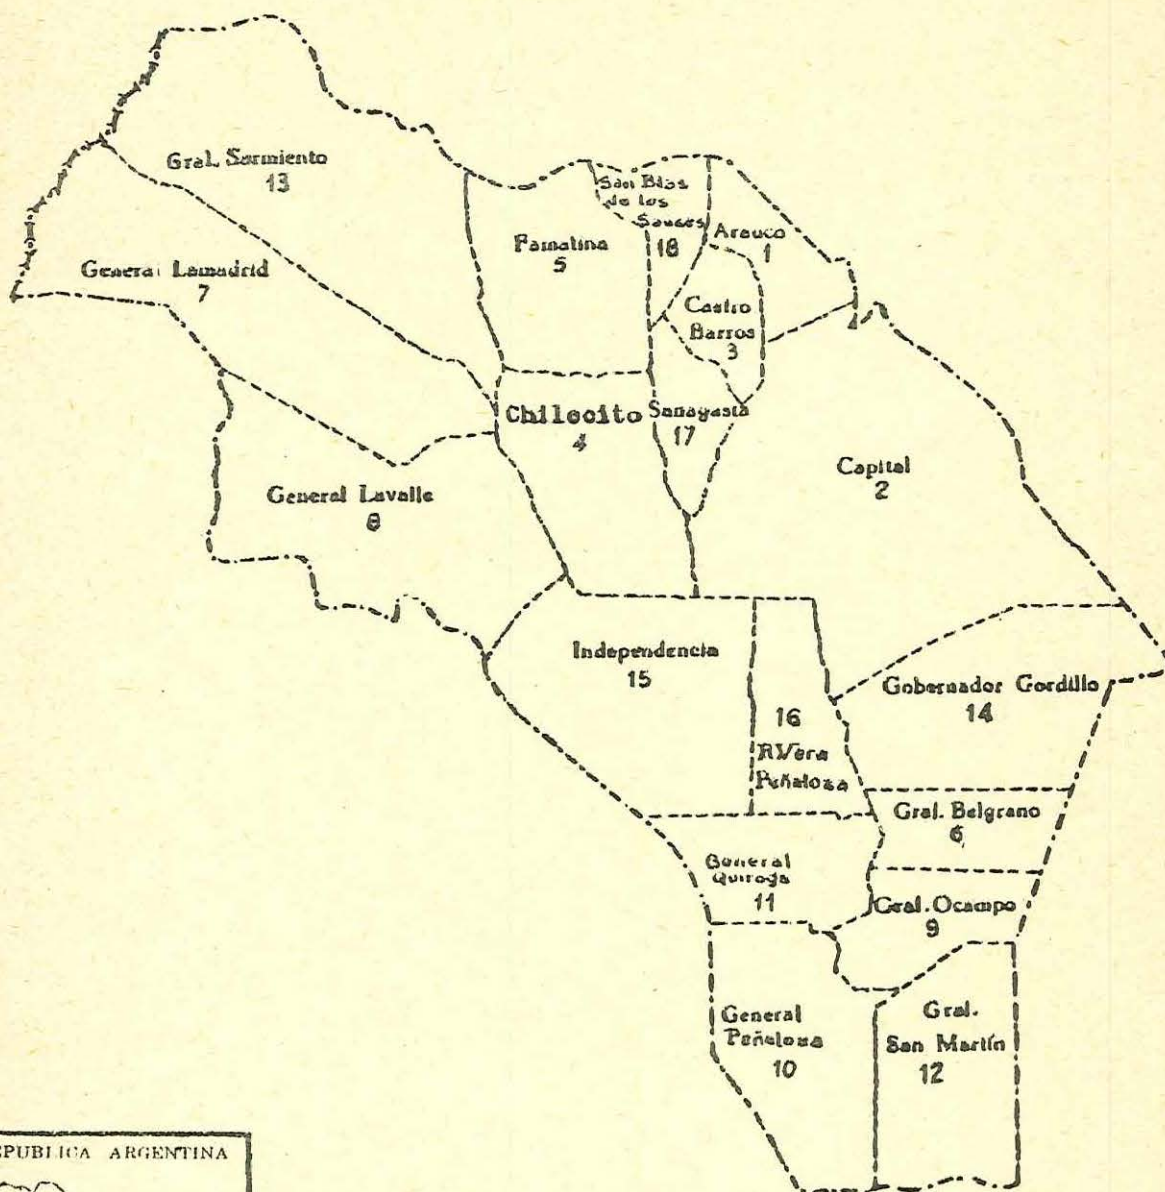 Gral. Sarmiento
13
General Lamadrid
7
Famatina
5
San Blas
de los
Sauces
18
Arauco
1
Castro
Barros
3
Chilecito
4
Sanagasta
17
Capital
2
General Lavalle
8
Independencia
15
16
R.Vera
Peñaloza
Gobernador Gordillo
14
Gral. Belgrano
6
General
Quiroga
11
Gral. Ocampo
9
General
Peñaloza
10
Gral.
San Martín
12
EPUBLICA ARGENTINA